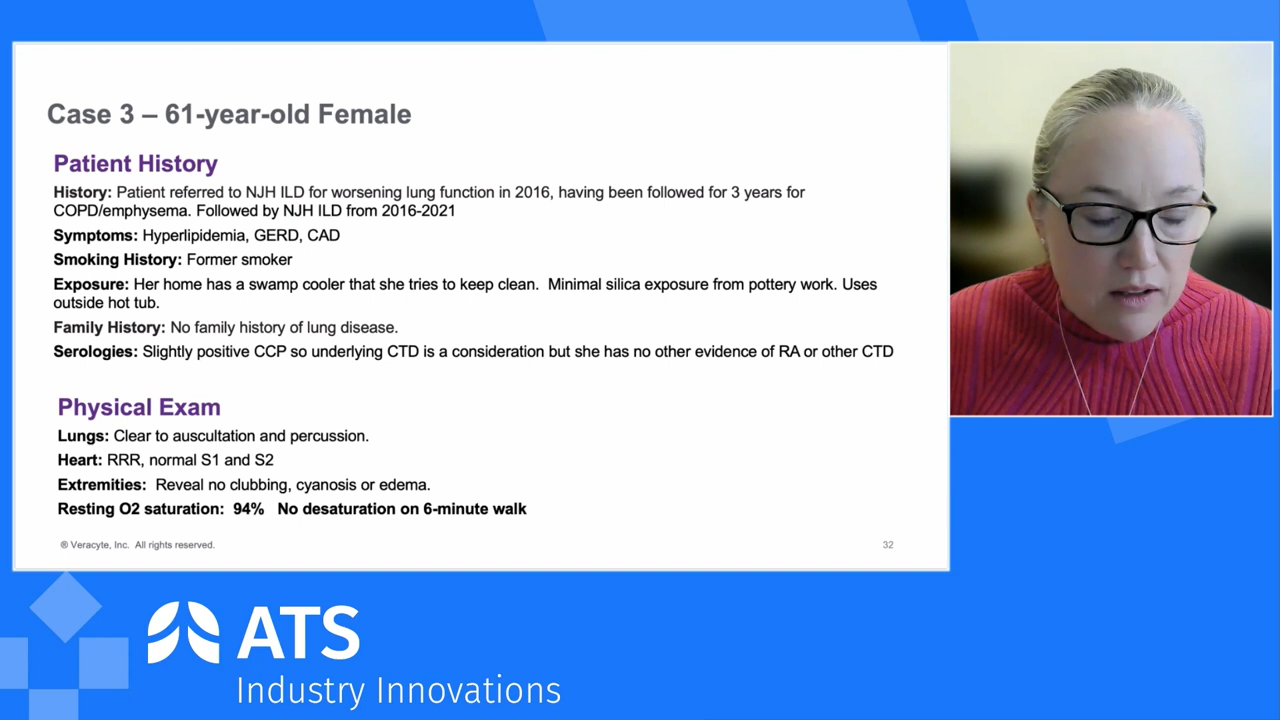 Case 3 – 61-year-old Female
Patient History
History: Patient referred to NJH ILD for worsening lung function in 2016, having been followed for 3 years for
COPD/emphysema. Followed by NJH ILD from 2016-2021
Symptoms: Hyperlipidemia, GERD, CAD
Smoking History: Former smoker
Exposure: Her home has a swamp cooler that she tries to keep clean.  Minimal silica exposure from pottery work. Uses
outside hot tub.
Family History: No family history of lung disease.
Serologies: Slightly positive CCP so underlying CTD is a consideration but she has no other evidence of RA or other CTD
Physical Exam
Lungs: Clear to auscultation and percussion.
Heart: RRR, normal S1 and S2
Extremities:  Reveal no clubbing, cyanosis or edema.
Resting O2 saturation:  94%   No desaturation on 6-minute walk
® Veracyte, Inc.  All rights reserved.
32
ATS
Industry Innovations